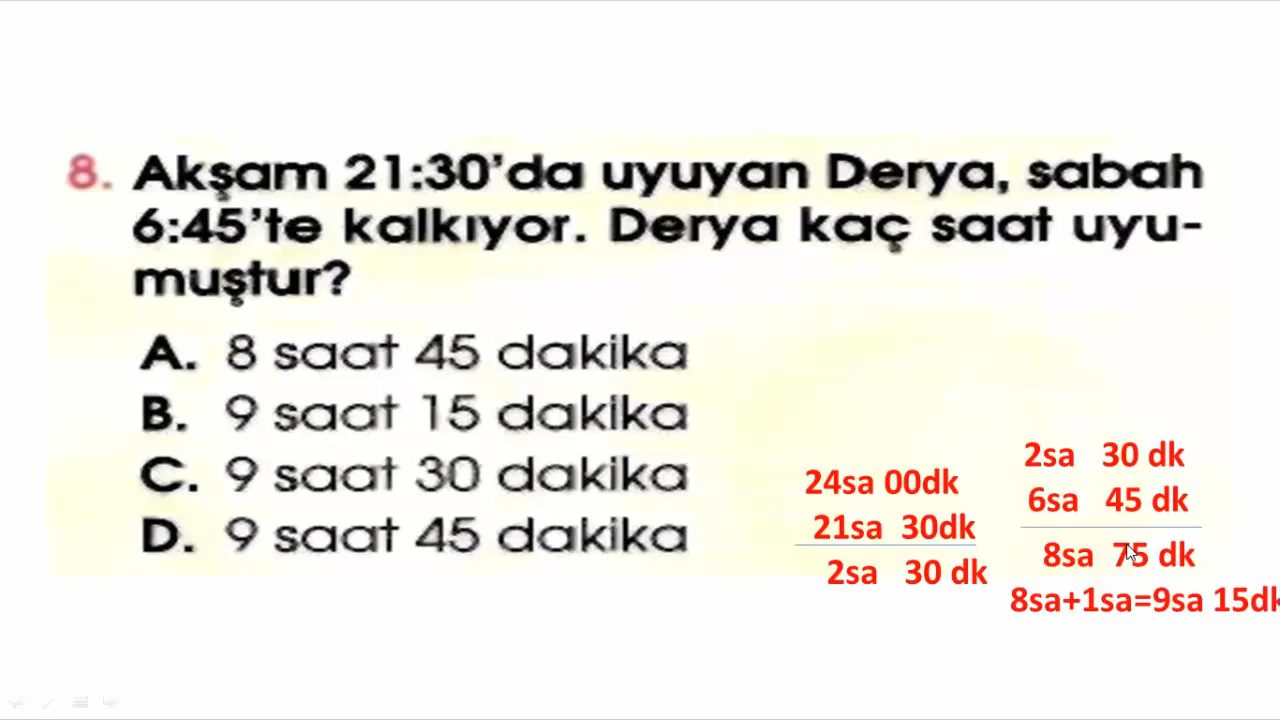 8. Akşam 21:30’da uyuyan Derya, sabah
6:45’te kalkıyor. Derya kaç saat uyu-
muştur?
A. 8 saat 45 dakika
B. 9 saat 15 dakika
C. 9 saat 30 dakika
D. 9 saat 45 dakika
24sa 00dk
21sa 30dk
2sa 30 dk
2sa 30 dk
6sa 45 dk
8sa 75 dk
8sa+1sa=9sa 15dk